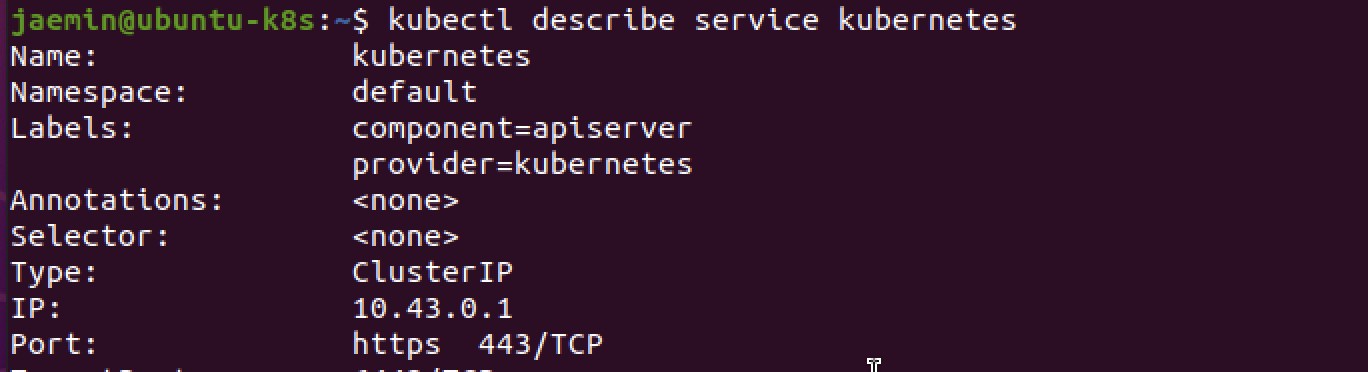 jaemin@ubuntu-k8s:~$ kubectl describe service kubernetes
Name:              kubernetes
Namespace:         default
Labels:            component=apiserver
                   provider=kubernetes
Annotations:       <none>
Selector:          <none>
Type:              ClusterIP
IP:                10.43.0.1
Port:              https  443/TCP